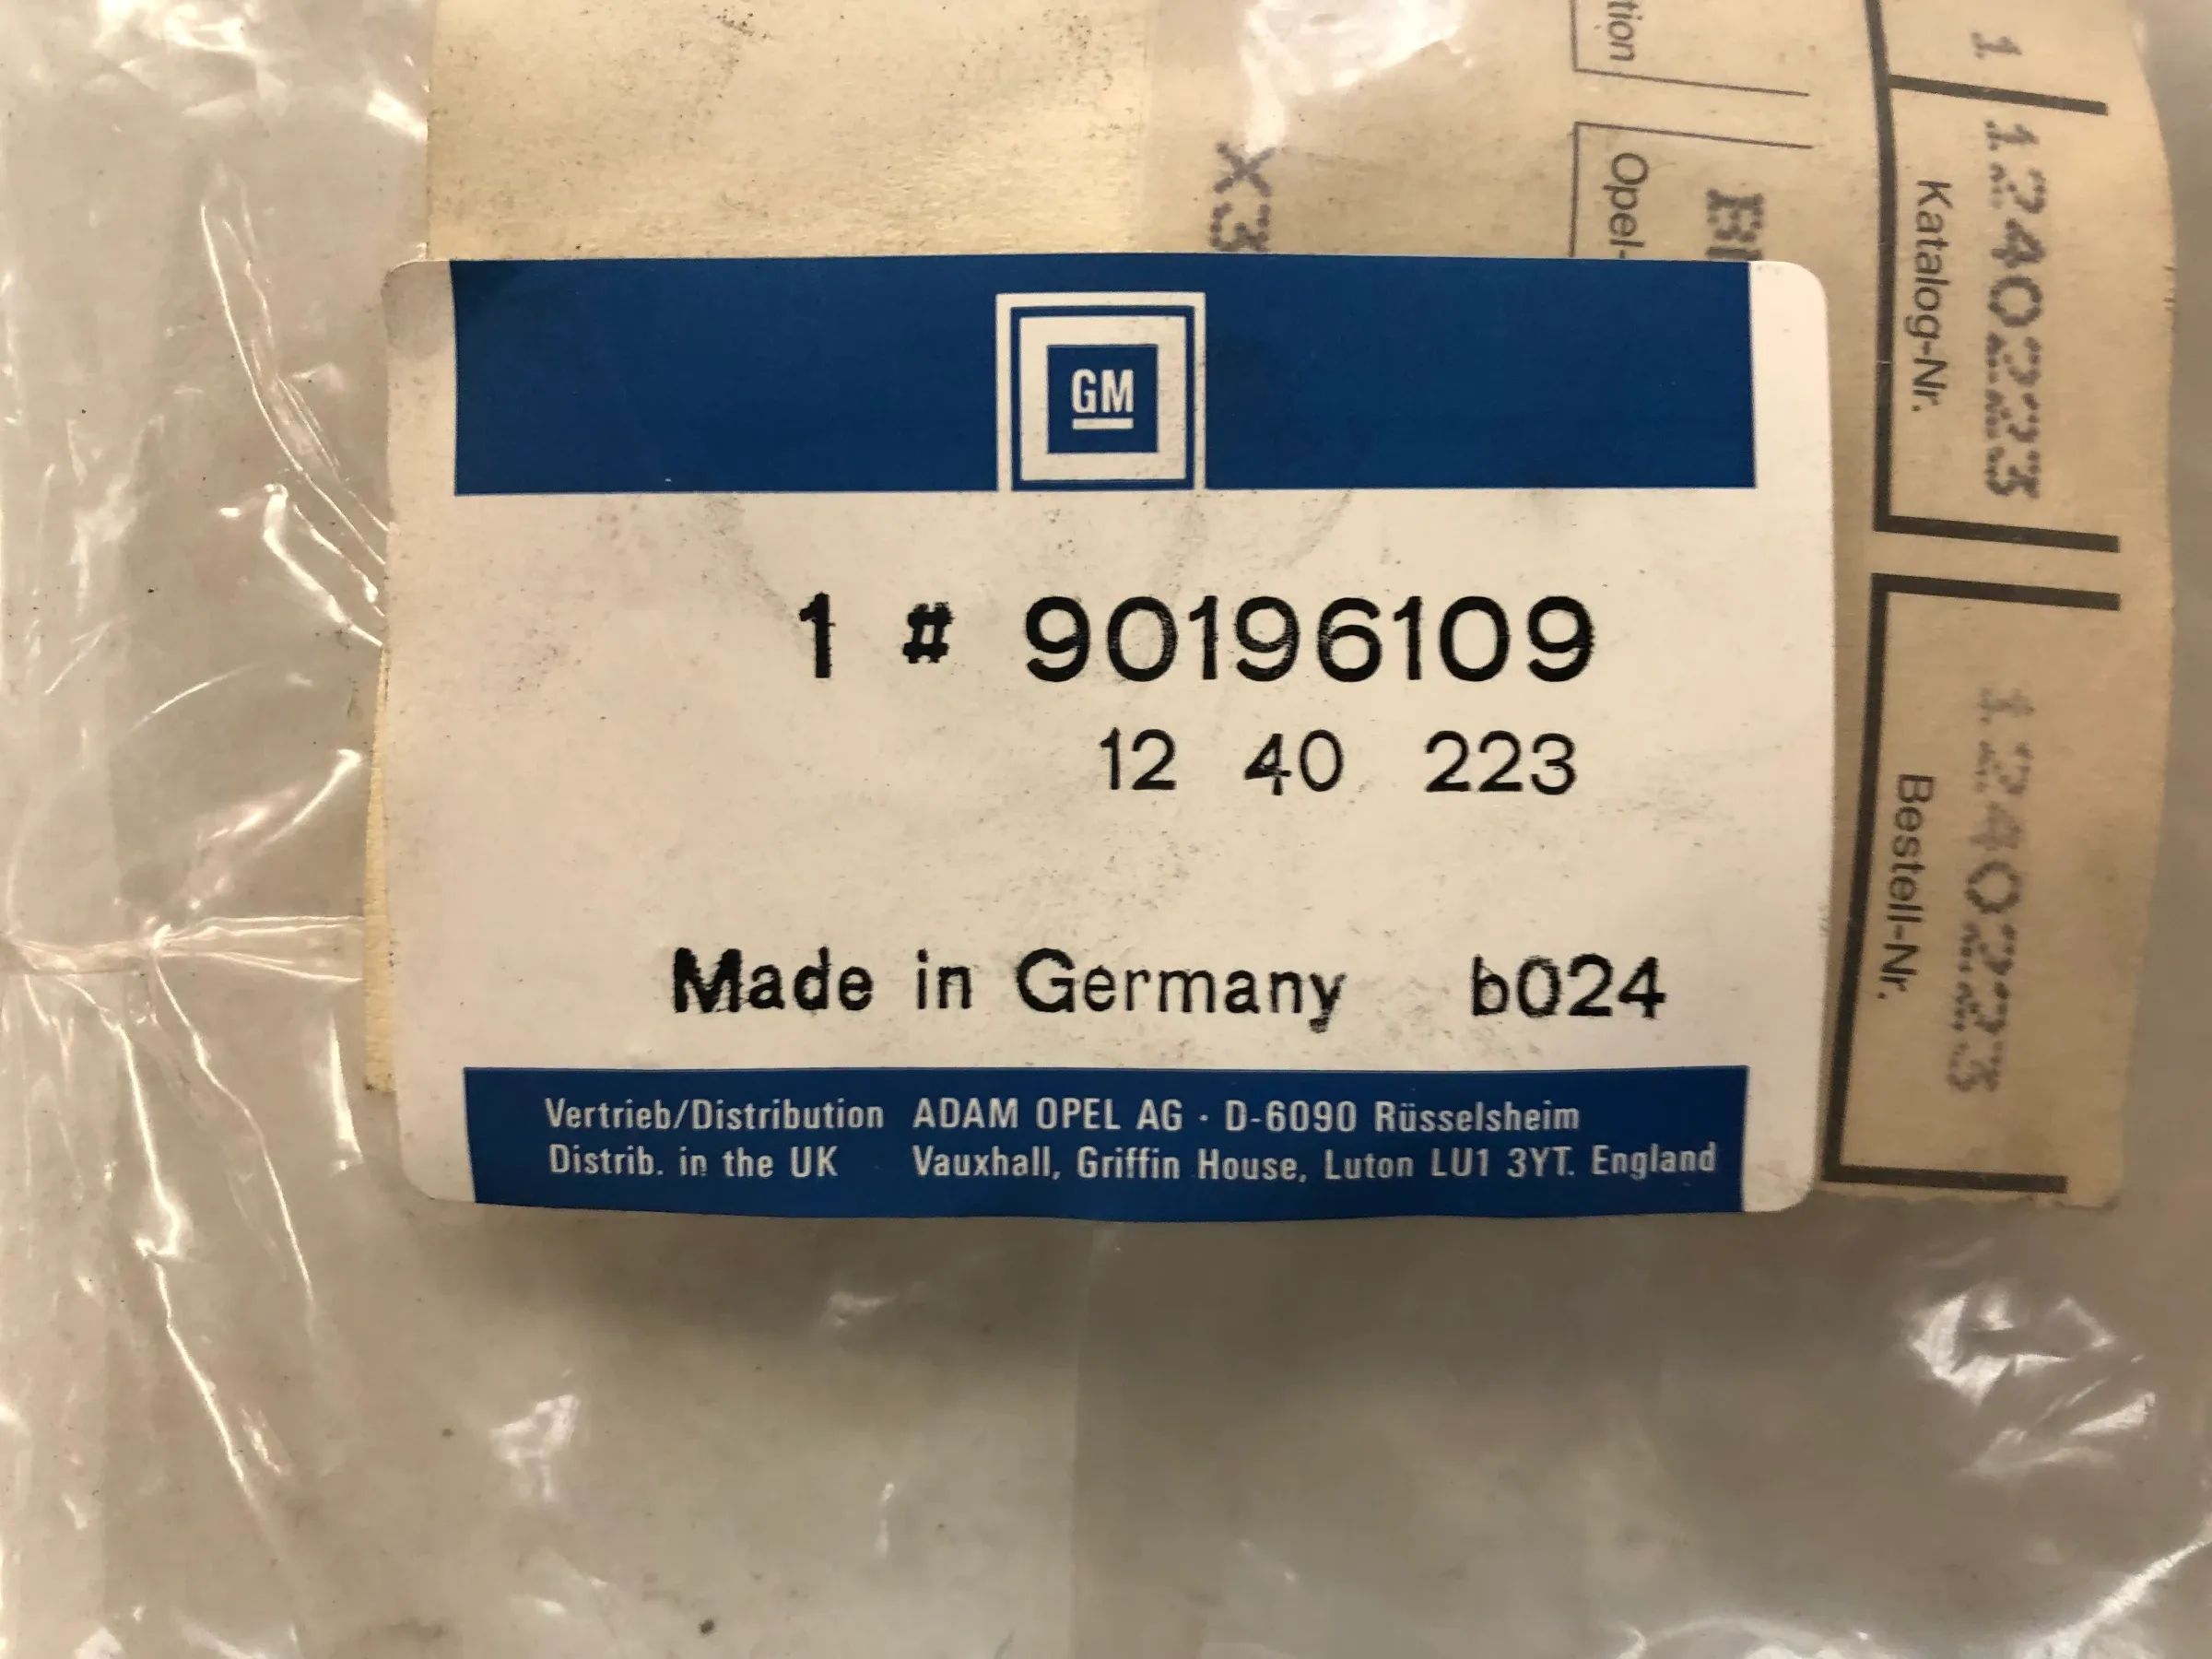 GM
1 # 90196109
12 40 223
Made in Germany b024
Vertrieb/Distribution ADAM OPEL AG · D-6090 Rüsselsheim
Distrib. in the UK Vauxhall, Griffin House, Luton LU1 3YT. England
1
1240223
Katalog-Nr.
1240223
Bestell-Nr.
Opel-
X3